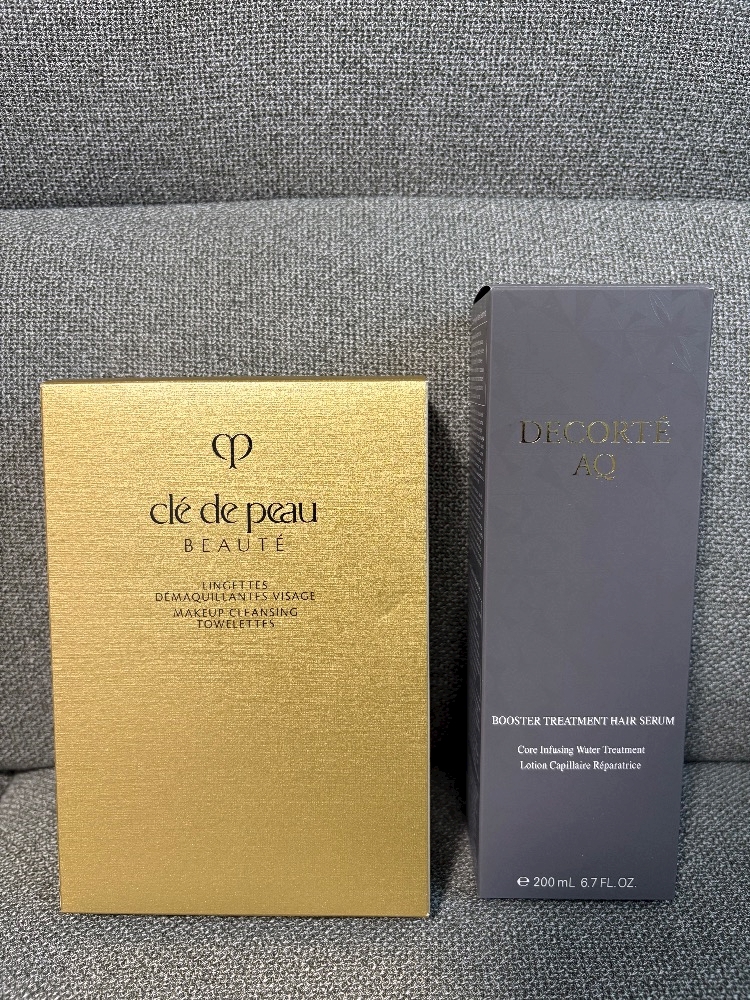 clé de peau
BEAUTÉ
LINGETTES
DÉMAQUILLANTES VISAGE
MAKEUP CLEANSING
TOWELETTES
DECORTÉ
AQ
BOOSTER TREATMENT HAIR SERUM
Core Infusing Water Treatment
Lotion Capillaire Réparatrice
℮ 200 mL 6.7 FL. OZ.